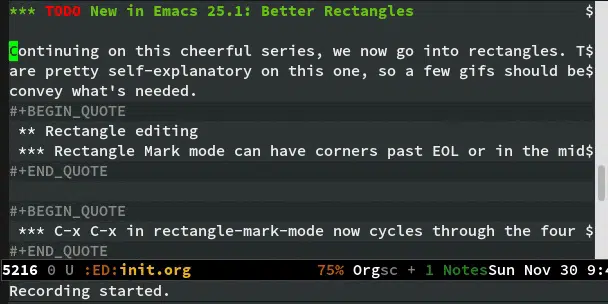 *** TODO New in Emacs 25.1: Better Rectangles $
Continuing on this cheerful series, we now go into rectangles. T$
are pretty self-explanatory on this one, so a few gifs should be$
convey what's needed.
#+BEGIN_QUOTE
** Rectangle editing
*** Rectangle Mark mode can have corners past EOL or in the mid$
#+END_QUOTE
#+BEGIN_QUOTE
*** C-x C-x in rectangle-mark-mode now cycles through the four $
#+END_QUOTE
5216 0 U :ED:init.org 75% Orgsc + 1 NotesSun Nov 30 9:4
Recording started.